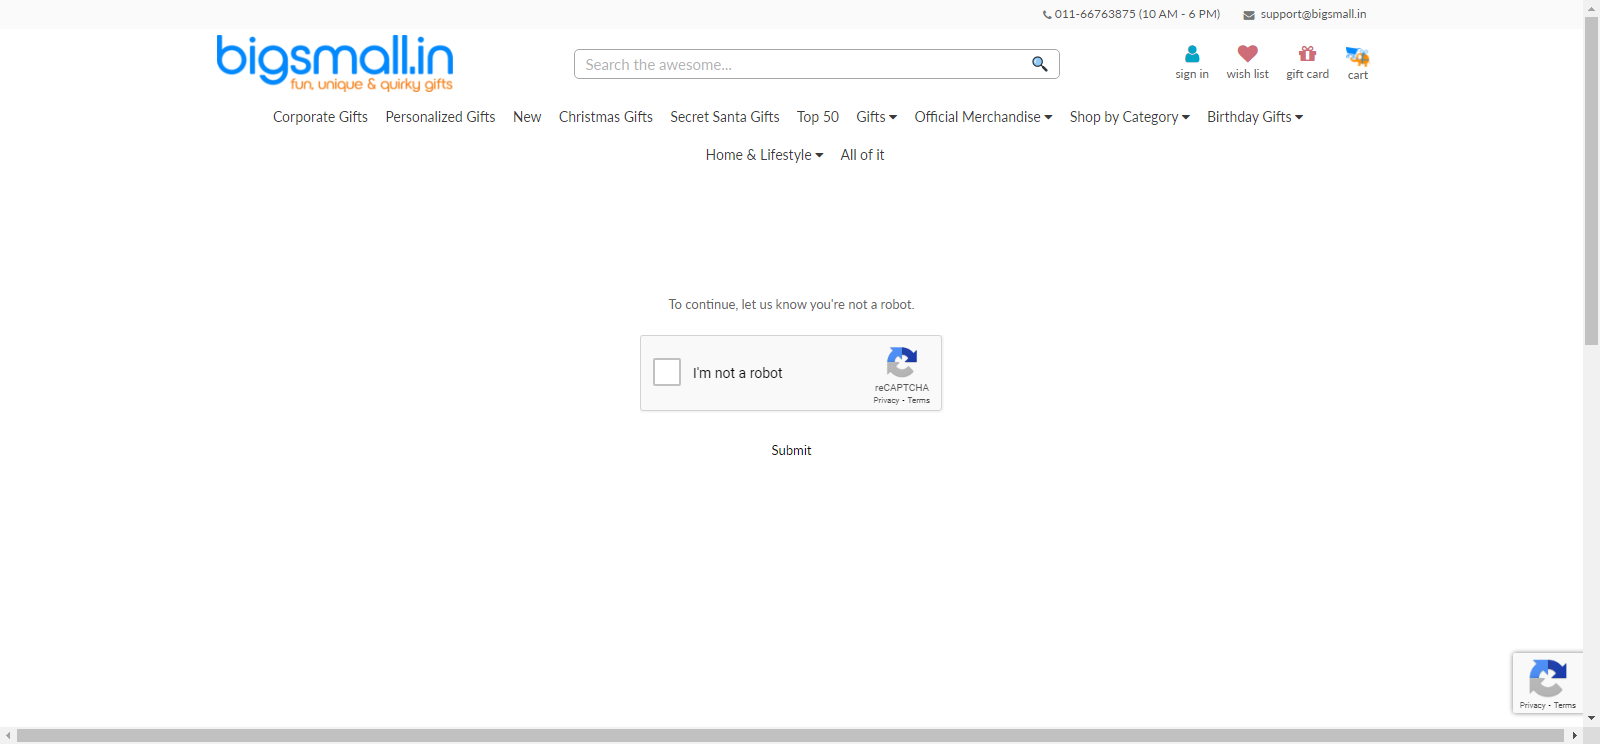 011-66763875 (10 AM - 6 PM) support@bigsmall.in
bigsmall.in
fun, unique & quirky gifts
Search the awesome...
sign in wish list gift card cart
Corporate Gifts Personalized Gifts New Christmas Gifts Secret Santa Gifts Top 50 Gifts Official Merchandise Shop by Category Birthday Gifts
Home & Lifestyle All of it
To continue, let us know you're not a robot.
I'm not a robot
reCAPTCHA
Privacy - Terms
Submit
Privacy - Terms